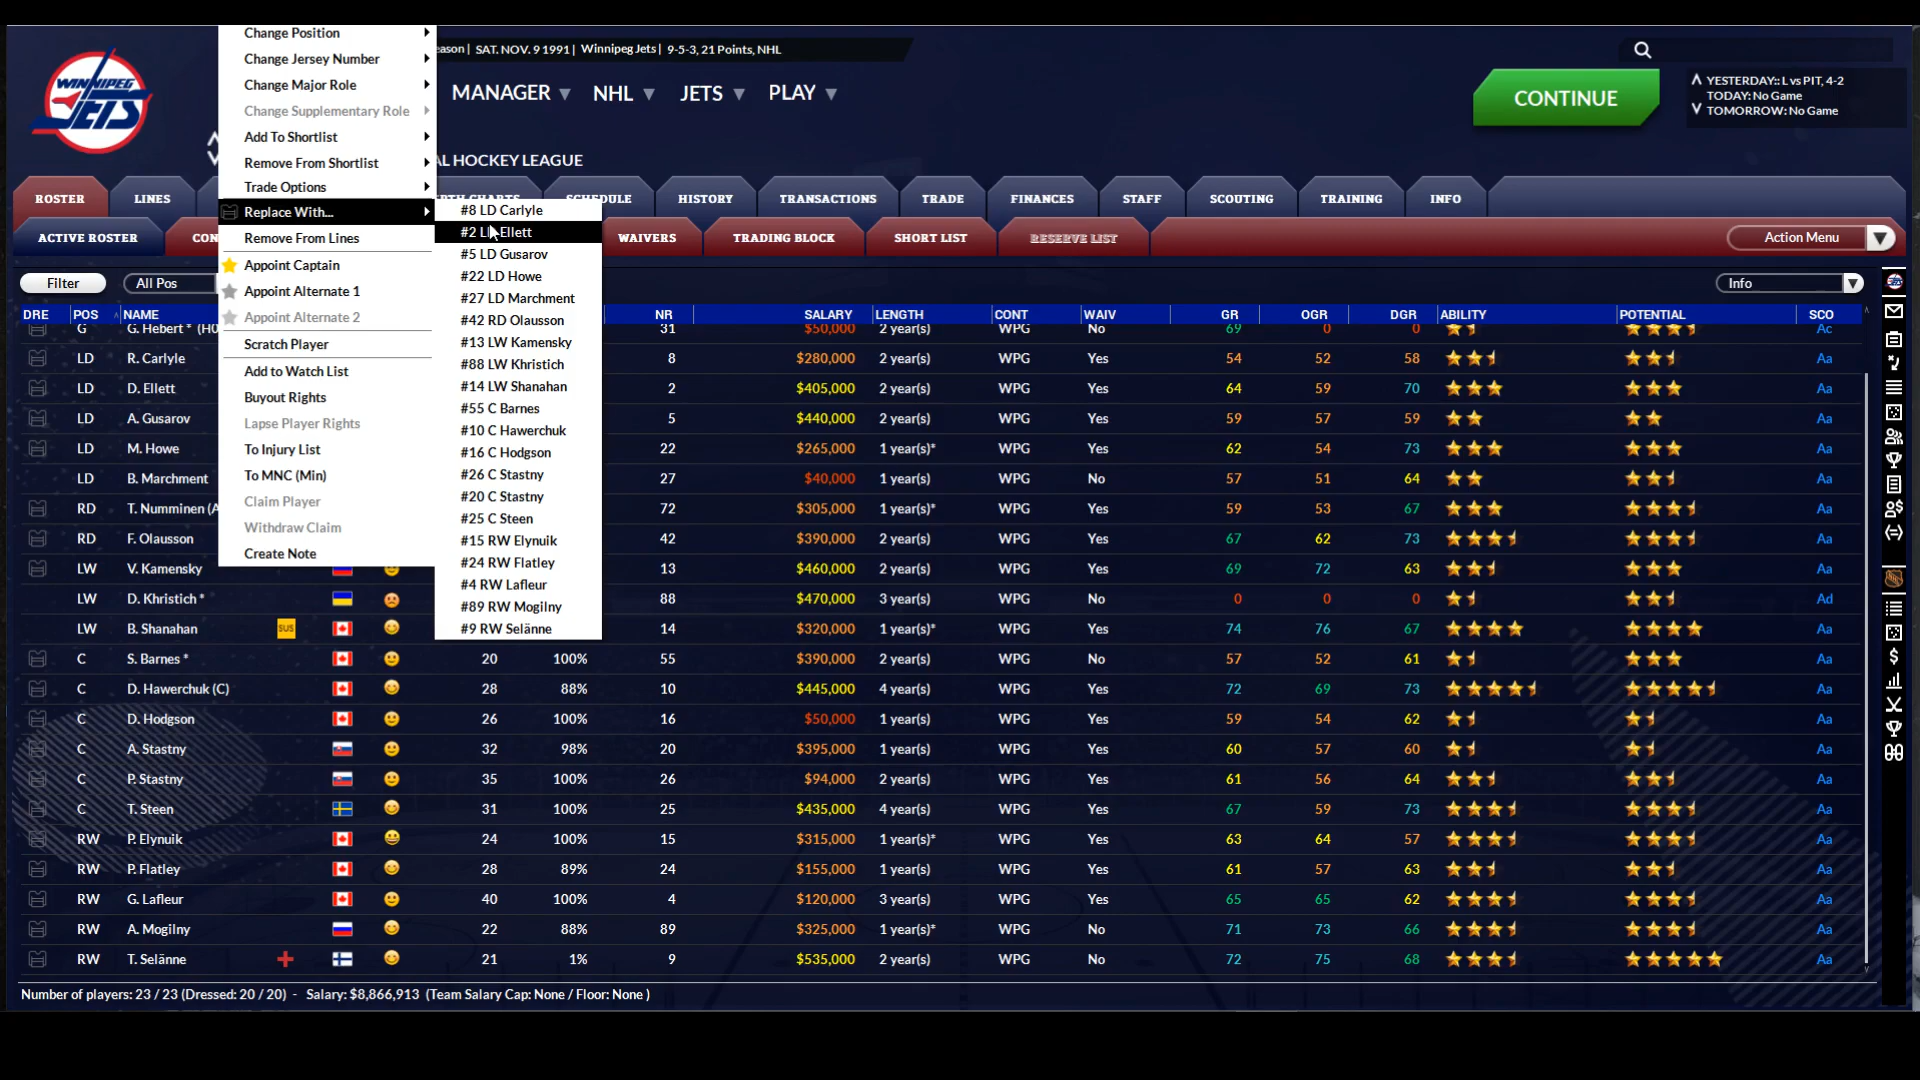 WINNIPEG
JETS
eason | SAT. NOV. 9 1991 | Winnipeg Jets | 9-5-3, 21 Points, NHL
MANAGER NHL JETS PLAY
CONTINUE
YESTERDAY:: L vs PIT, 4-2
TODAY: No Game
TOMORROW: No Game
AL HOCKEY LEAGUE
ROSTER LINES SCHEDULE HISTORY TRANSACTIONS TRADE FINANCES STAFF SCOUTING TRAINING INFO
ACTIVE ROSTER CON WAIVERS TRADING BLOCK SHORT LIST RESERVE LIST Action Menu
Filter All Pos Info
Change Position
Change Jersey Number
Change Major Role
Change Supplementary Role
Add To Shortlist
Remove From Shortlist
Trade Options
Replace With...
Remove From Lines
Appoint Captain
Appoint Alternate 1
Appoint Alternate 2
Scratch Player
Add to Watch List
Buyout Rights
Lapse Player Rights
To Injury List
To MNC (Min)
Claim Player
Withdraw Claim
Create Note
#8 LD Carlyle
#2 LD Ellett
#5 LD Gusarov
#22 LD Howe
#27 LD Marchment
#42 RD Olausson
#13 LW Kamensky
#88 LW Khristich
#14 LW Shanahan
#55 C Barnes
#10 C Hawerchuk
#16 C Hodgson
#26 C Stastny
#20 C Stastny
#25 C Steen
#15 RW Elynuik
#24 RW Flatley
#4 RW Lafleur
#89 RW Mogilny
#9 RW Selänne
DRE POS NAME NR SALARY LENGTH CONT WAIV GR OGR DGR ABILITY POTENTIAL SCO
G G. Hebert * (H0 31 $50,000 2 year(s) WPG No 69 0 0 Ac
LD R. Carlyle 8 $280,000 2 year(s) WPG Yes 54 52 58 Aa
LD D. Ellett 2 $405,000 2 year(s) WPG Yes 64 59 70 Aa
LD A. Gusarov 5 $440,000 2 year(s) WPG Yes 59 57 59 Aa
LD M. Howe 22 $265,000 1 year(s)* WPG Yes 62 54 73 Aa
LD B. Marchment 27 $40,000 1 year(s) WPG No 57 51 64 Aa
RD T. Numminen (A 72 $305,000 1 year(s)* WPG Yes 59 53 67 Aa
RD F. Olausson 42 $390,000 2 year(s) WPG Yes 67 62 73 Aa
LW V. Kamensky 13 $460,000 2 year(s) WPG Yes 69 72 63 Aa
LW D. Khristich * 88 $470,000 3 year(s) WPG No 0 0 0 Ad
LW B. Shanahan SUS 14 $320,000 1 year(s)* WPG Yes 74 76 67 Aa
C S. Barnes * 20 100% 55 $390,000 2 year(s) WPG No 57 52 61 Aa
C D. Hawerchuk (C) 28 88% 10 $445,000 4 year(s) WPG Yes 72 69 73 Aa
C D. Hodgson 26 100% 16 $50,000 1 year(s) WPG Yes 59 54 62 Aa
C A. Stastny 32 98% 20 $395,000 1 year(s) WPG Yes 60 57 60 Aa
C P. Stastny 35 100% 26 $94,000 2 year(s) WPG Yes 61 56 64 Aa
C T. Steen 31 100% 25 $435,000 4 year(s) WPG Yes 67 59 73 Aa
RW P. Elynuik 24 100% 15 $315,000 1 year(s)* WPG Yes 63 64 57 Aa
RW P. Flatley 28 89% 24 $155,000 1 year(s) WPG Yes 61 57 63 Aa
RW G. Lafleur 40 100% 4 $120,000 3 year(s) WPG Yes 65 65 62 Aa
RW A. Mogilny 22 88% 89 $325,000 1 year(s)* WPG No 71 73 66 Aa
RW T. Selänne 21 1% 9 $535,000 2 year(s) WPG No 72 75 68 Aa
Number of players: 23 / 23 (Dressed: 20 / 20) - Salary: $8,866,913 (Team Salary Cap: None / Floor: None )